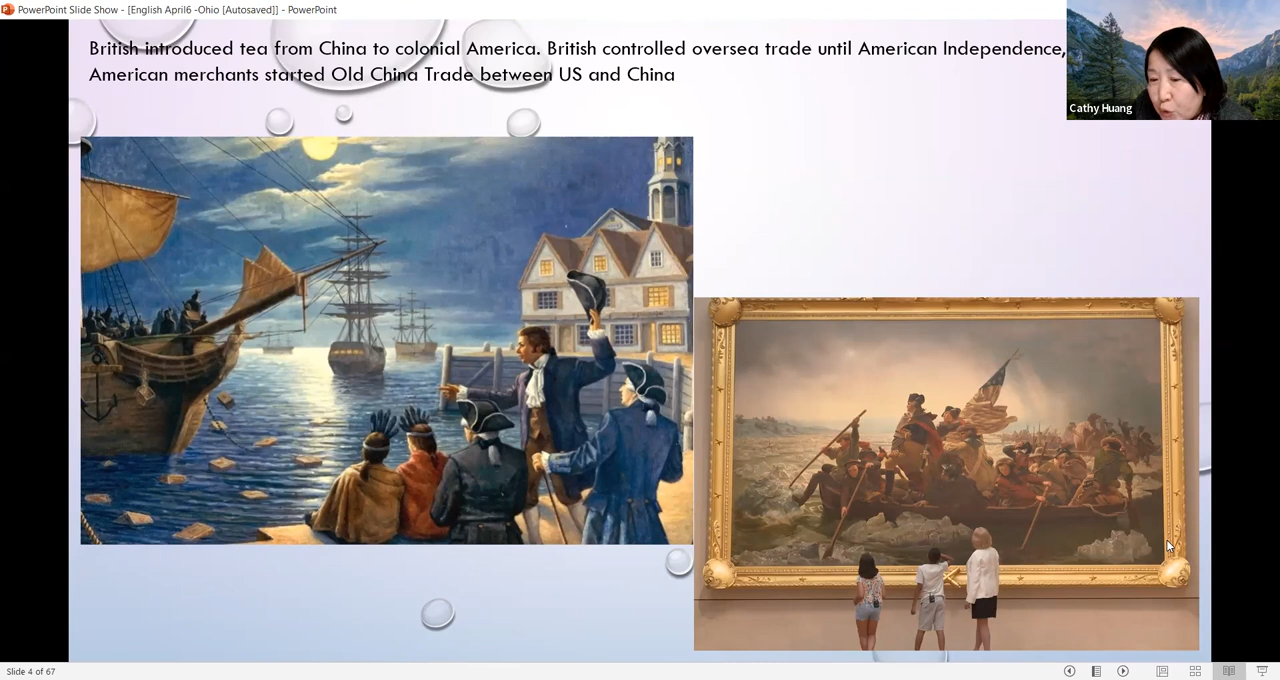 PowerPoint Slide Show - [English April6 -Ohio [Autosaved]] - PowerPoint
British introduced tea from China to colonial America. British controlled oversea trade until American Independence,
American merchants started Old China Trade between US and China
Cathy Huang
Slide 4 of 67